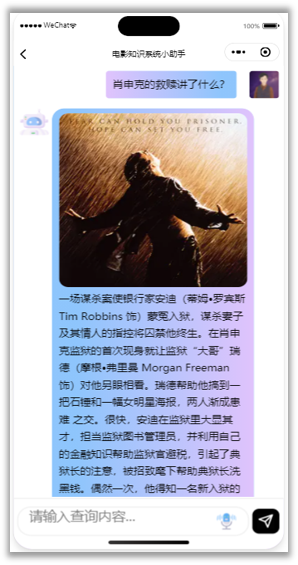 WeChat
100%
电影知识系统小助手
肖申克的救赎讲了什么？
FEAR CAN HOLD YOU PRISONER.
HOPE CAN SET YOU FREE.
一场谋杀案使银行家安迪（蒂姆•罗宾斯
Tim Robbins 饰）蒙冤入狱，谋杀妻子
及其情人的指控将囚禁他终生。在肖申
克监狱的首次现身就让监狱“大哥”瑞
德（摩根•弗里曼 Morgan Freeman
饰）对他另眼相看。瑞德帮助他搞到一
把石锤和一幅女明星海报，两人渐成患
难 之交。很快，安迪在监狱里大显其
才，担当监狱图书管理员，并利用自己
的金融知识帮助监狱官避税，引起了典
狱长的注意，被招致麾下帮助典狱长洗
黑钱。偶然一次，他得知一名新入狱的
请输入查询内容...